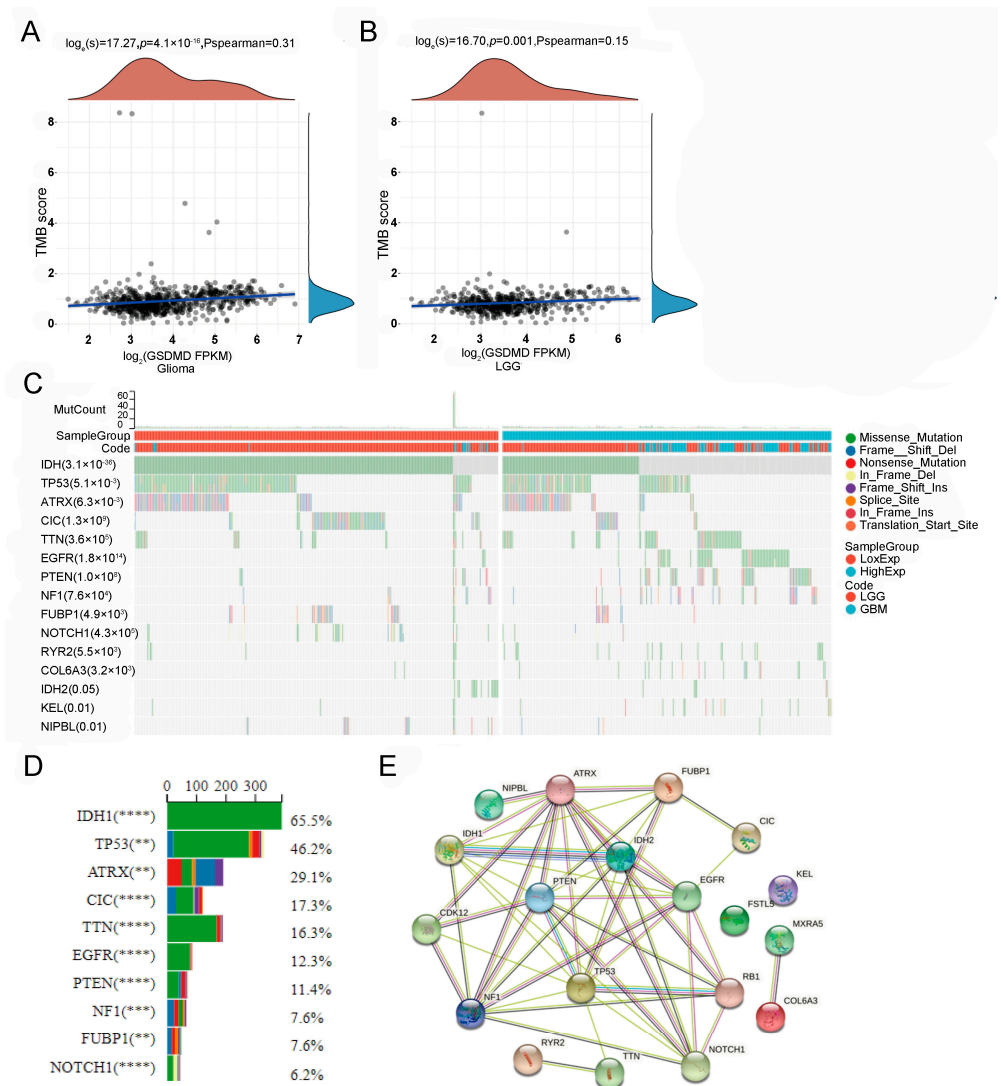 A
log_e(s)=17.27,p=4.1×10⁻¹⁶,Pspearman=0.31
TMB score
8
6
4
2
0
2 3 4 5 6 7
log₂(GSDMD FPKM)
Glioma
B
log_e(s)=16.70,p=0.001,Pspearman=0.15
TMB score
8
6
4
2
0
2 3 4 5 6
log₂(GSDMD FPKM)
LGG
C
60
40
20
0
MutCount
SampleGroup
Code
IDH(3.1×10⁻³⁶)
TP53(5.1×10⁻³)
ATRX(6.3×10⁻³)
CIC(1.3×10⁹)
TTN(3.6×10⁵)
EGFR(1.8×10¹⁴)
PTEN(1.0×10⁸)
NF1(7.6×10⁴)
FUBP1(4.9×10³)
NOTCH1(4.3×10⁵)
RYR2(5.5×10³)
COL6A3(3.2×10³)
IDH2(0.05)
KEL(0.01)
NIPBL(0.01)
Missense_Mutation
Frame__Shift_Del
Nonsense_Mutation
In_Frame_Del
Frame_Shift_Ins
Splice_Site
In_Frame_Ins
Translation_Start_Site
SampleGroup
LoxExp
HighExp
Code
LGG
GBM
D
0 100 200 300
IDH1(****) 65.5%
TP53(**) 46.2%
ATRX(**) 29.1%
CIC(****) 17.3%
TTN(****) 16.3%
EGFR(****) 12.3%
PTEN(****) 11.4%
NF1(***) 7.6%
FUBP1(**) 7.6%
NOTCH1(****) 6.2%
E
ATRX
FUBP1
NIPBL
CIC
IDH1
IDH2
PTEN
EGFR
KEL
FSTL5
CDK12
MXRA5
TP53
RB1
NF1
COL6A3
RYR2
TTN
NOTCH1